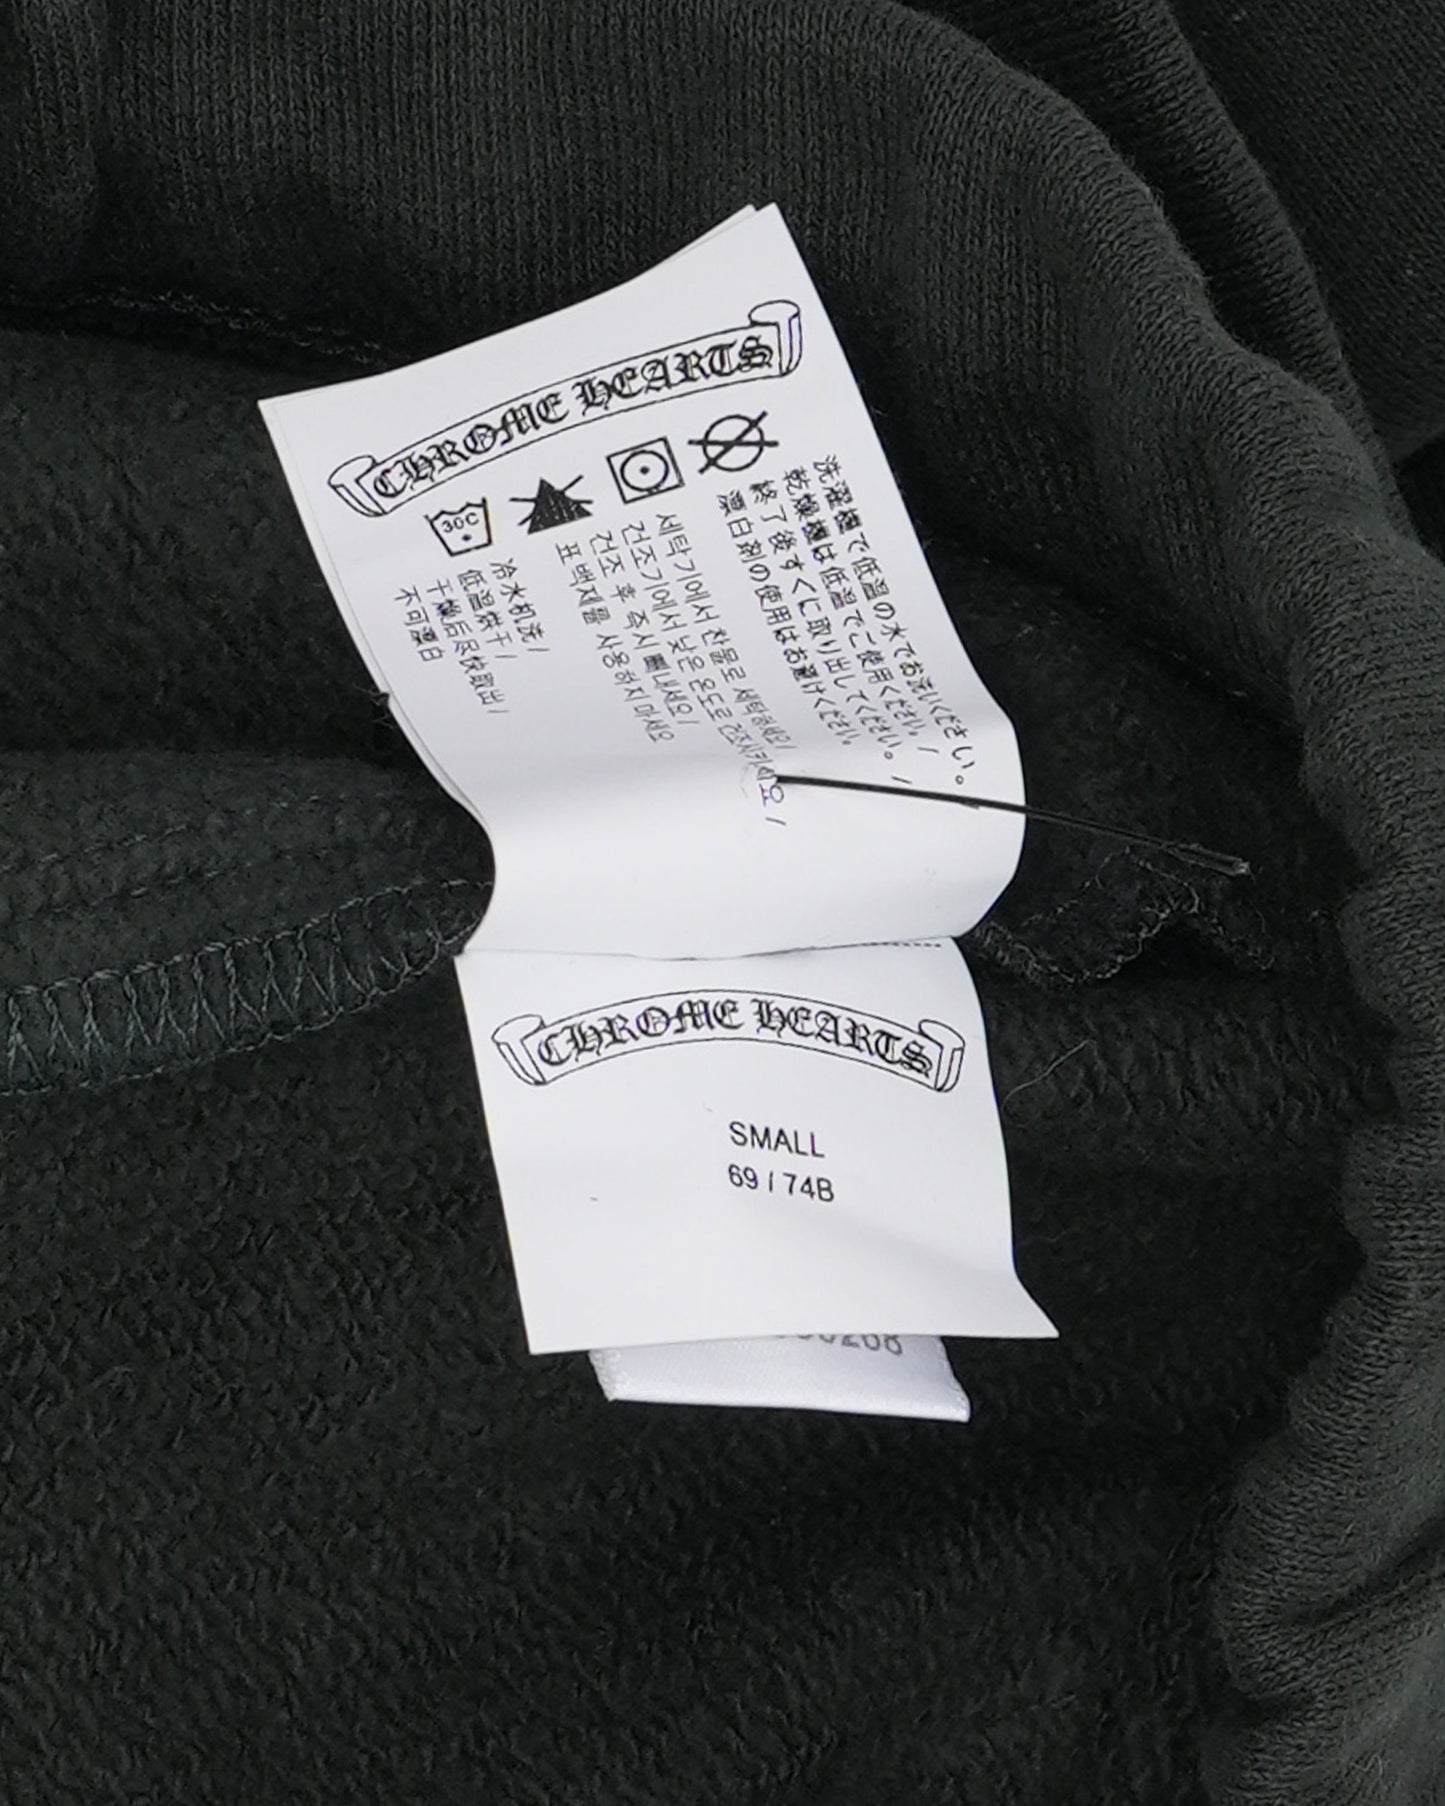 CHROME HEARTS
30C
洗濯機で低温の水でお洗いください。
乾燥機は低温でご使用ください。/
終了後すぐに取り出してください。/
漂白剤の使用はお避けください。
세탁기에서 찬물로 세탁하세요/
건조기에서 낮은 온도로 건조시키세요/
건조 후 즉시 꺼내세요/
표백제를 사용하지 마세요
冷水机洗/
低温烘干/
干燥后尽快取出/
不可漂白
CHROME HEARTS
SMALL
69 / 74B